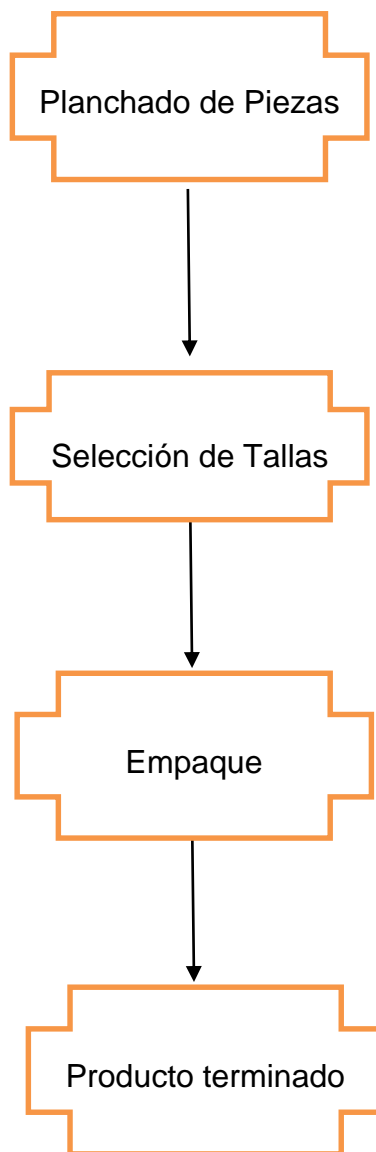 Planchado de Piezas
Selección de Tallas
Empaque
Producto terminado